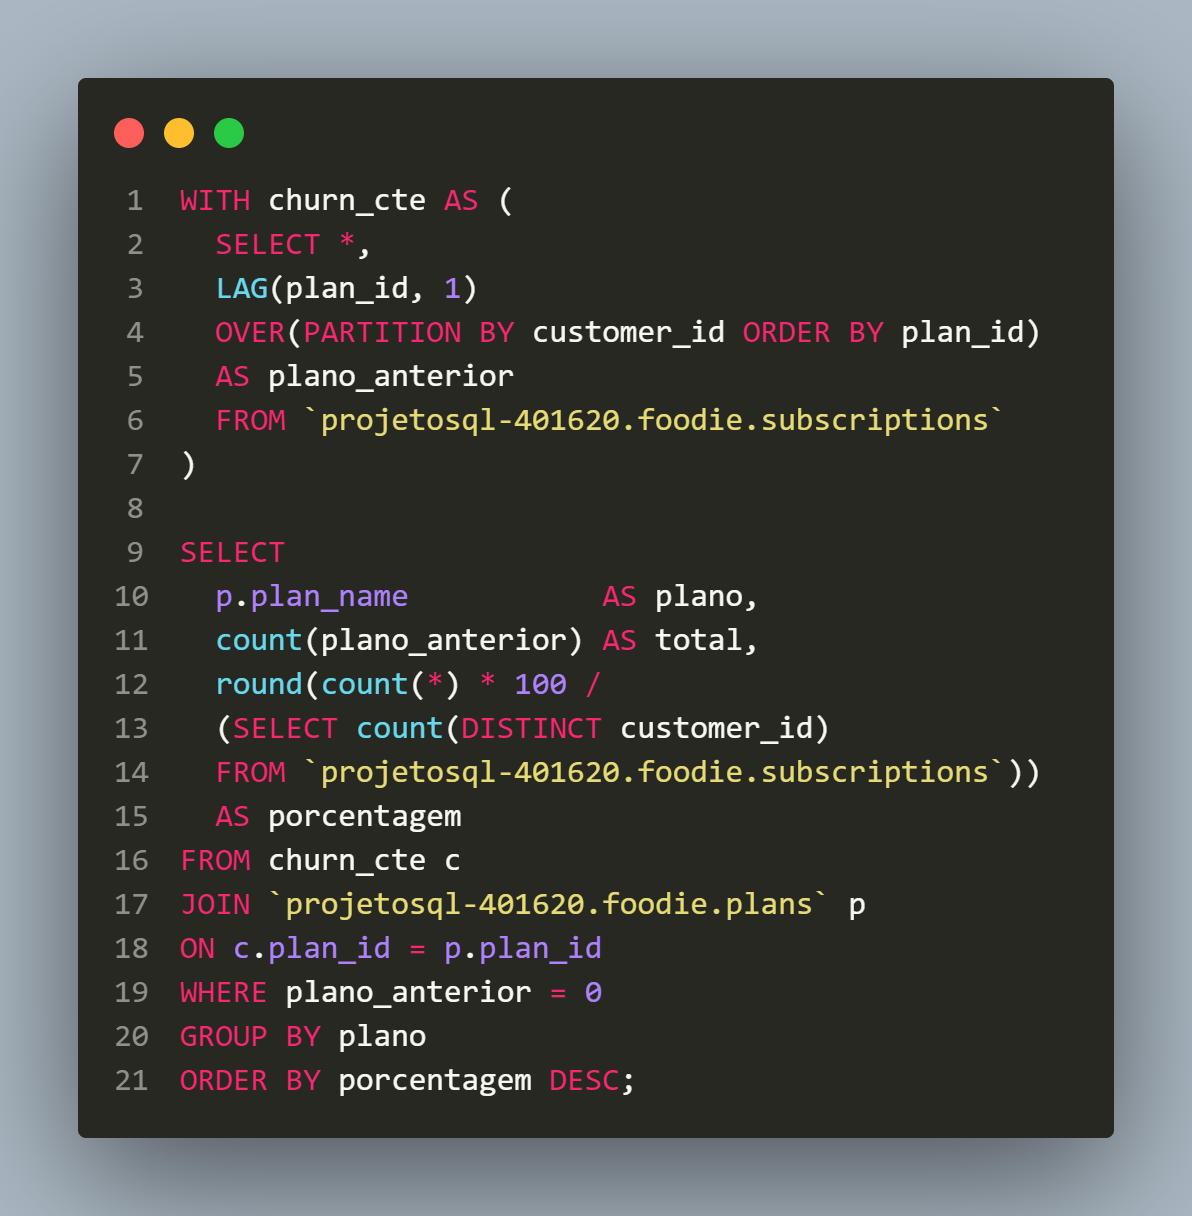 1 WITH churn_cte AS (
2   SELECT *,
3   LAG(plan_id, 1)
4   OVER(PARTITION BY customer_id ORDER BY plan_id)
5   AS plano_anterior
6   FROM `projetosql-401620.foodie.subscriptions`
7 )
8
9 SELECT
10   p.plan_name           AS plano,
11   count(plano_anterior) AS total,
12   round(count(*) * 100 /
13   (SELECT count(DISTINCT customer_id)
14   FROM `projetosql-401620.foodie.subscriptions`))
15   AS porcentagem
16 FROM churn_cte c
17 JOIN `projetosql-401620.foodie.plans` p
18 ON c.plan_id = p.plan_id
19 WHERE plano_anterior = 0
20 GROUP BY plano
21 ORDER BY porcentagem DESC;